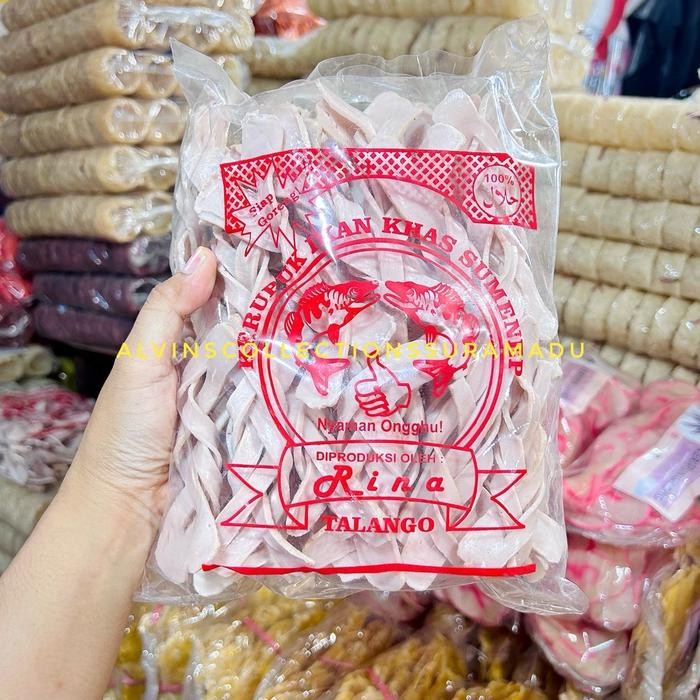 Siap
Goreng
100%
حلال
KERUPUK IKAN KHAS SUMENEP
ALVINSCOLLECTIONSSURAMADU
Nyaman Ongghu!
DIPRODUKSI OLEH :
Rina
TALANGO